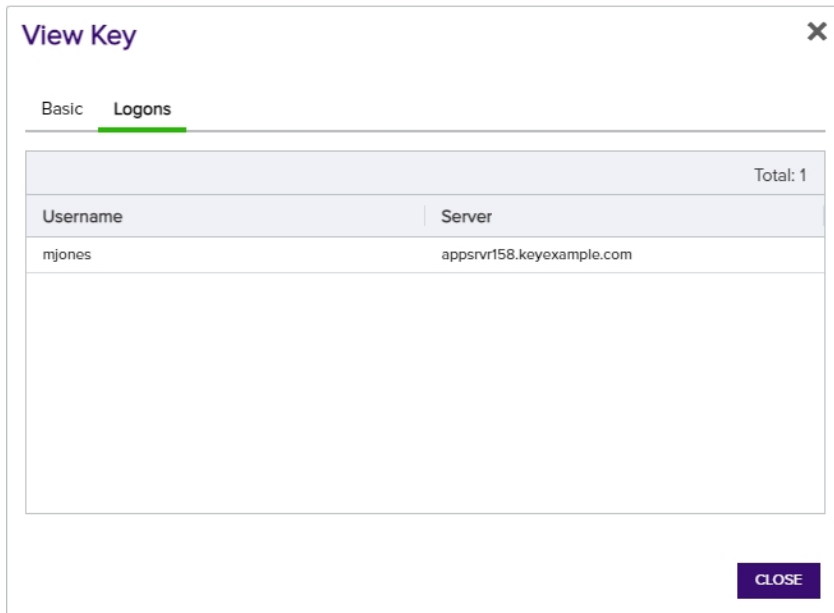 View Key
Basic Logons
Total: 1
Username Server
mjones appsrvr158.keyexample.com
CLOSE